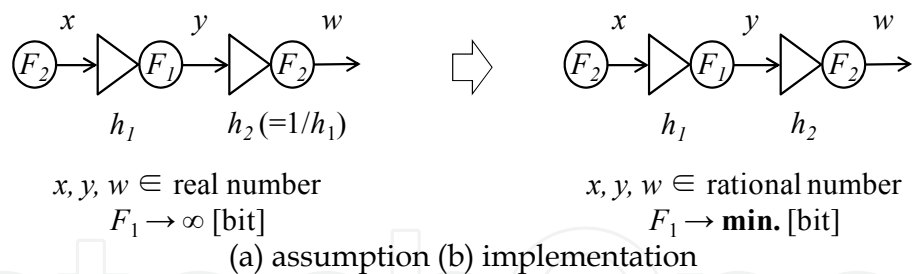 x y w x y w
F₂ F₁ F₂ F₂ F₁ F₂
h₁ h₂ (=1/h₁) h₁ h₂
x, y, w ∈ real number x, y, w ∈ rational number
F₁ → ∞ [bit] F₁ → min. [bit]
(a) assumption (b) implementation